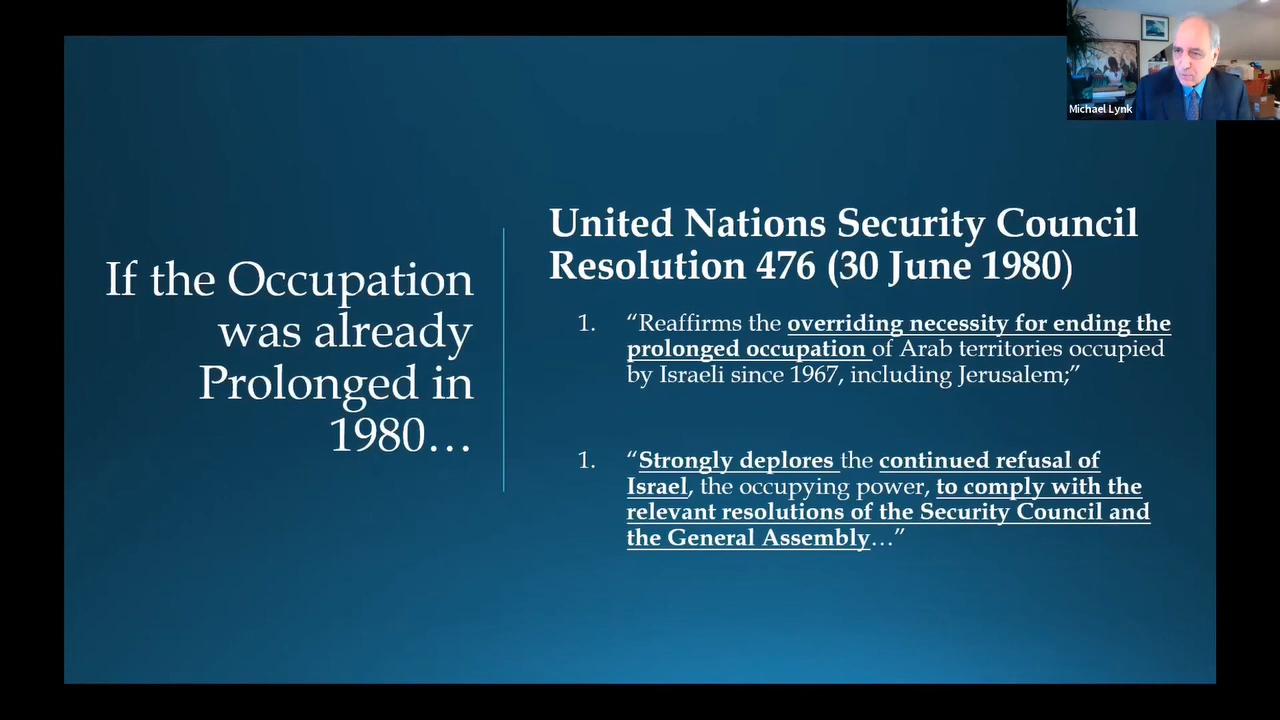 Michael Lynk
If the Occupation
was already
Prolonged in
1980…
United Nations Security Council
Resolution 476 (30 June 1980)
1. “Reaffirms the overriding necessity for ending the
prolonged occupation of Arab territories occupied
by Israeli since 1967, including Jerusalem;”
1. “Strongly deplores the continued refusal of
Israel, the occupying power, to comply with the
relevant resolutions of the Security Council and
the General Assembly…”